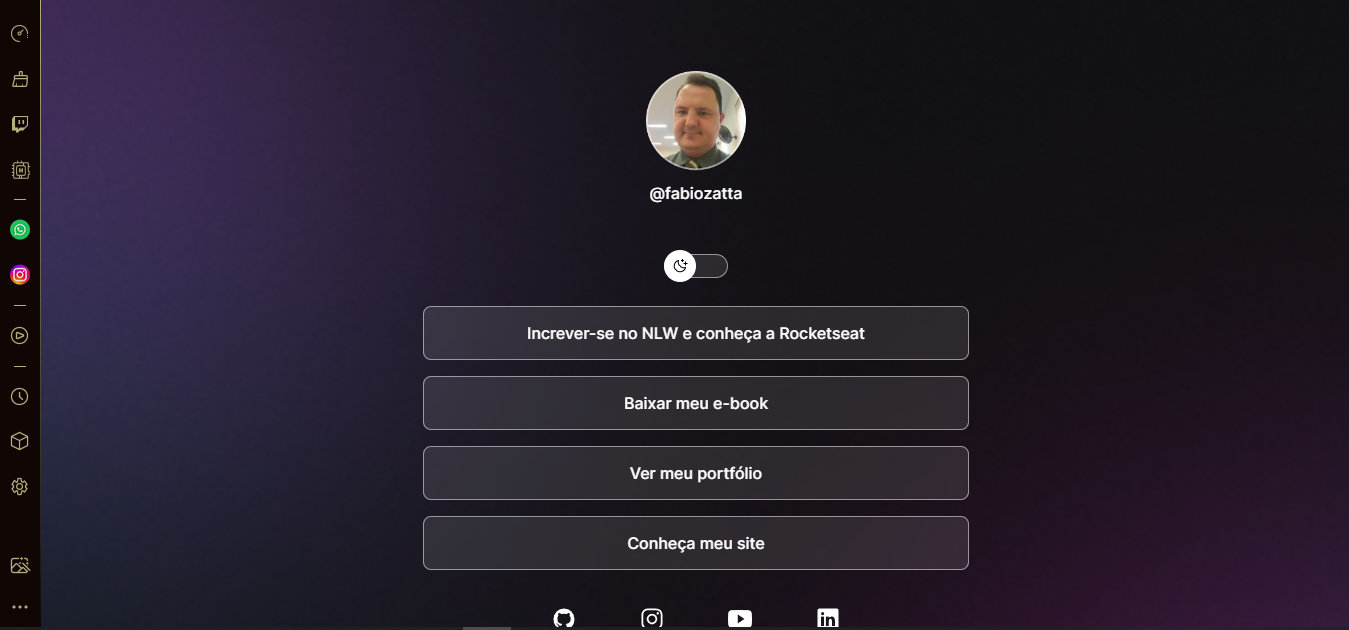 @fabiozatta
Increver-se no NLW e conheça a Rocketseat
Baixar meu e-book
Ver meu portfólio
Conheça meu site